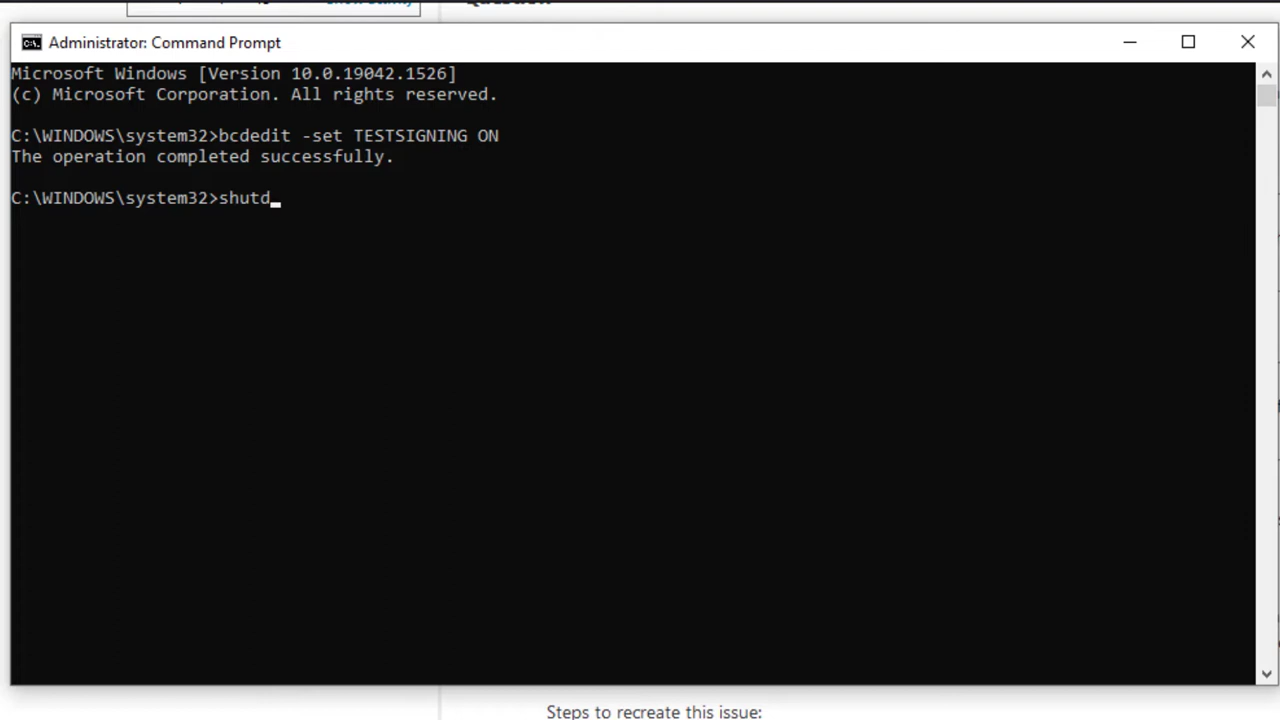 Administrator: Command Prompt
Microsoft Windows [Version 10.0.19042.1526]
(c) Microsoft Corporation. All rights reserved.
C:\WINDOWS\system32>bcdedit -set TESTSIGNING ON
The operation completed successfully.
C:\WINDOWS\system32>shutd
Steps to recreate this issue: